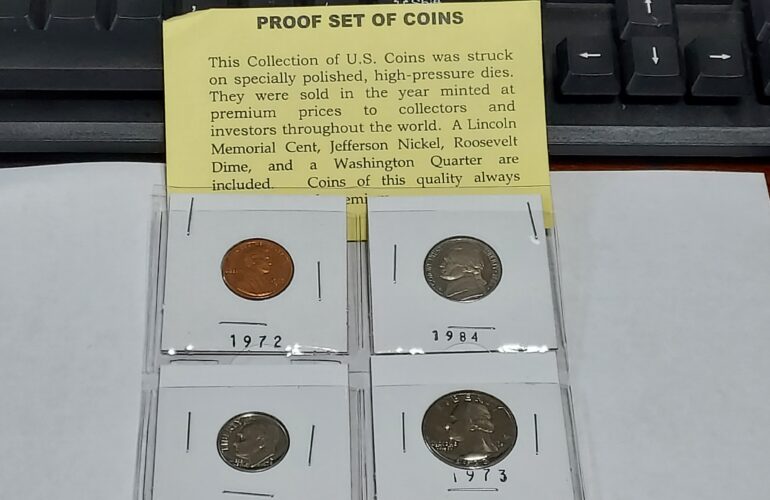 PROOF SET OF COINS
This Collection of U.S. Coins was struck
on specially polished, high-pressure dies.
They were sold in the year minted at
premium prices to collectors and
investors throughout the world. A Lincoln
Memorial Cent, Jefferson Nickel, Roosevelt
Dime, and a Washington Quarter are
included. Coins of this quality always
1972
1984
LIBERTY
LIBERTY
1973